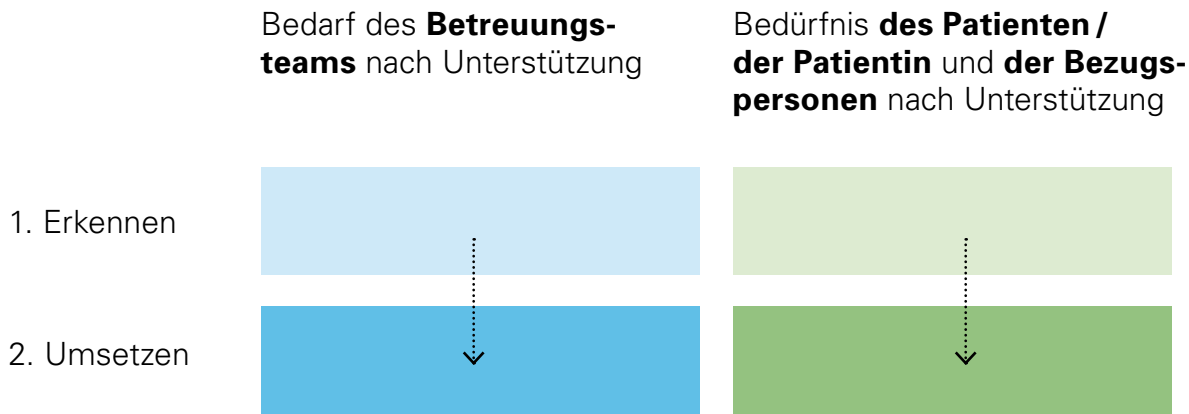 Bedarf des Betreuungs-
teams nach Unterstützung
Bedürfnis des Patienten /
der Patientin und der Bezugs-
personen nach Unterstützung
1. Erkennen
2. Umsetzen